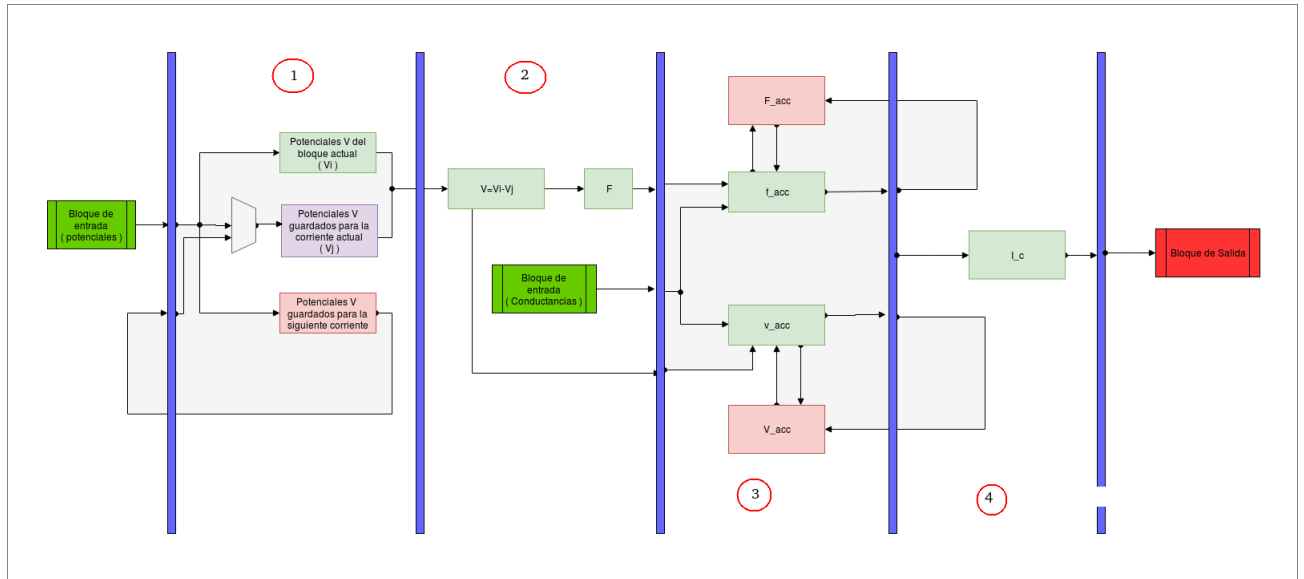 1
2
F_acc
Potenciales V del
bloque actual
( Vi )
V=Vi-Vj
F
f_acc
Bloque de
entrada
( potenciales )
Potenciales V
guardados para la
corriente actual
( Vj )
I_c
Bloque de Salida
Bloque de
entrada
( Conductancias )
Potenciales V
guardados para la
siguiente corriente
v_acc
V_acc
3
4